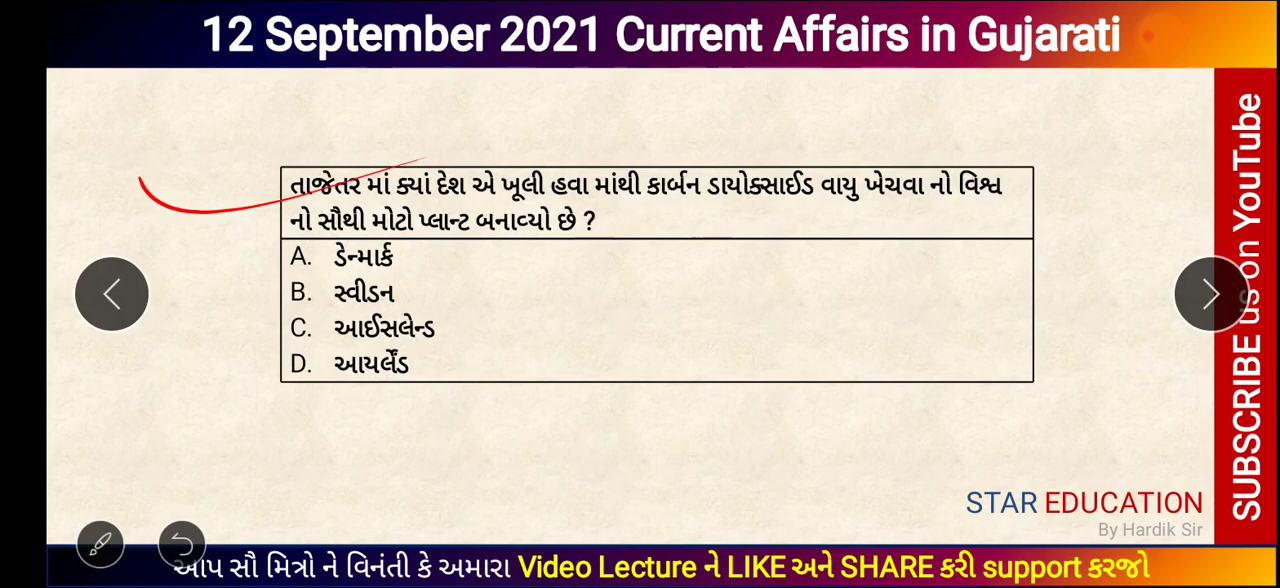 12 September 2021 Current Affairs in Gujarati
તાજેતર માં ક્યાં દેશ એ ખૂલી હવા માંથી કાર્બન ડાયોક્સાઈડ વાયુ ખેચવા નો વિશ્વ
નો સૌથી મોટો પ્લાન્ટ બનાવ્યો છે ?
A. ડેન્માર્ક
B. સ્વીડન
C. આઈસલેન્ડ
D. આયર્લેંડ
SUBSCRIBE us on YouTube
STAR EDUCATION
By Hardik Sir
આપ સૌ મિત્રો ને વિનંતી કે અમારા Video Lecture ને LIKE અને SHARE કરી support કરજો